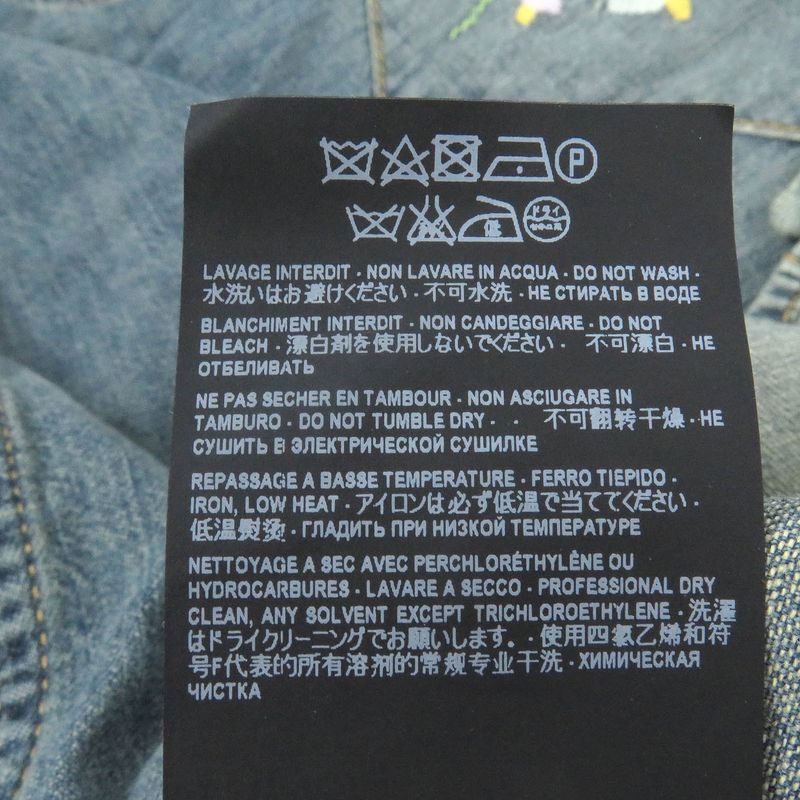 P
低 ドライ
LAVAGE INTERDIT · NON LAVARE IN ACQUA · DO NOT WASH ·
水洗いはお避けください · 不可水洗 · НЕ СТИРАТЬ В ВОДЕ
BLANCHIMENT INTERDIT · NON CANDEGGIARE · DO NOT
BLEACH · 漂白剤を使用しないでください · 不可漂白 · НЕ
ОТБЕЛИВАТЬ
NE PAS SECHER EN TAMBOUR · NON ASCIUGARE IN
TAMBURO · DO NOT TUMBLE DRY · · 不可翻转干燥 · НЕ
СУШИТЬ В ЭЛЕКТРИЧЕСКОЙ СУШИЛКЕ
REPASSAGE A BASSE TEMPERATURE · FERRO TIEPIDO ·
IRON, LOW HEAT · アイロンは必ず低温で当ててください ·
低温熨烫 · ГЛАДИТЬ ПРИ НИЗКОЙ ТЕМПЕРАТУРЕ
NETTOYAGE A SEC AVEC PERCHLORÉTHYLÈNE OU
HYDROCARBURES · LAVARE A SECCO · PROFESSIONAL DRY
CLEAN, ANY SOLVENT EXCEPT TRICHLOROETHYLENE · 洗濯
はドライクリーニングでお願いします。· 使用四氯乙烯和符
号F代表的所有溶剂的常规专业干洗 · ХИМИЧЕСКАЯ
ЧИСТКА